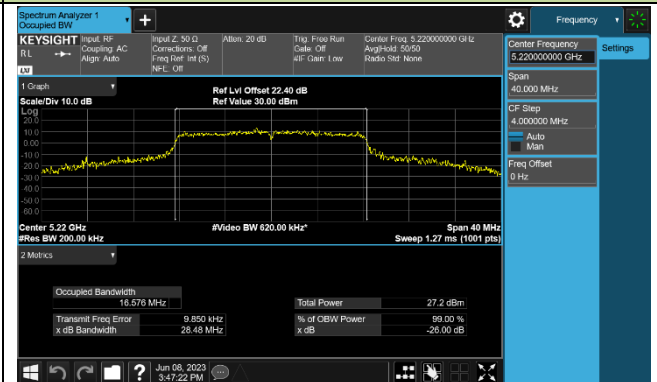 Spectrum Analyzer 1
Occupied BW
+
Frequency
KEYSIGHT
RL
LXI
Input: RF
Coupling: AC
Align: Auto
Input Z: 50 Ω
Corrections: Off
Freq Ref: Int (S)
NFE: Off
Atten: 20 dB
Trig: Free Run
Gate: Off
#IF Gain: Low
Center Freq: 5.220000000 GHz
Avg|Hold: 50/50
Radio Std: None
Center Frequency
5.220000000 GHz
Settings
Span
40.000 MHz
CF Step
4.000000 MHz
Auto
Man
Freq Offset
0 Hz
1 Graph
Scale/Div 10.0 dB
Ref Lvl Offset 22.40 dB
Ref Value 30.00 dBm
Log
20.0
10.0
0.00
-10.0
-20.0
-30.0
-40.0
-50.0
-60.0
Center 5.22 GHz
#Res BW 200.00 kHz
#Video BW 620.00 kHz*
Span 40 MHz
Sweep 1.27 ms (1001 pts)
2 Metrics
Occupied Bandwidth
16.576 MHz
Total Power 27.2 dBm
Transmit Freq Error 9.850 kHz
% of OBW Power 99.00 %
x dB Bandwidth 28.48 MHz
x dB -26.00 dB
?
Jun 08, 2023
3:47:22 PM